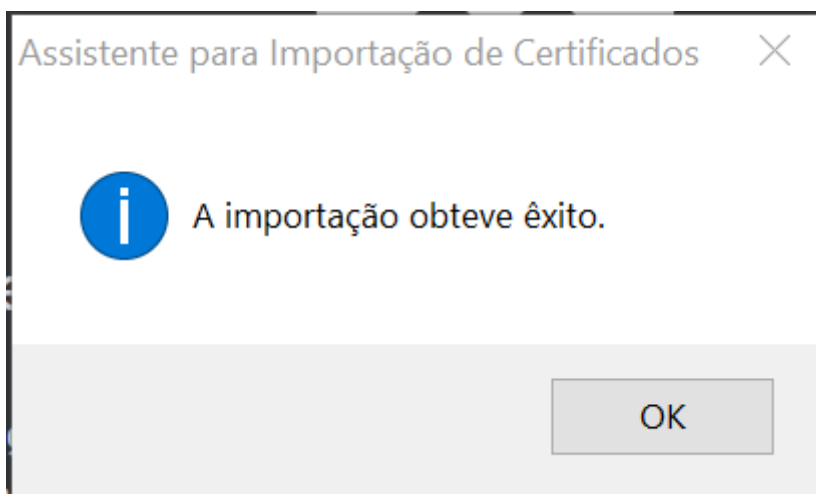 Assistente para Importação de Certificados
A importação obteve êxito.
OK